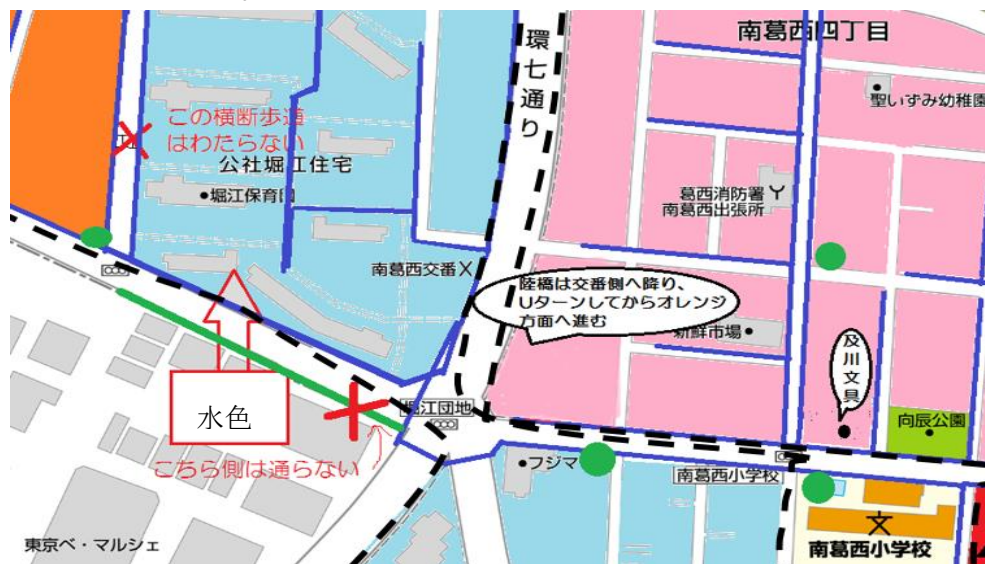 南葛西四丁目
環七通り
聖いずみ幼稚園
この横断歩道
はわたらない
公社堀江住宅
堀江保育園
葛西消防署
南葛西出張所
南葛西交番
陸橋は交番側へ降り、
Uターンしてからオレンジ
方面へ進む
新鮮市場
及川文具
水色
堀江団地
向辰公園
こちら側は通らない
フジマ
南葛西小学校
東京ベ・マルシェ
南葛西小学校